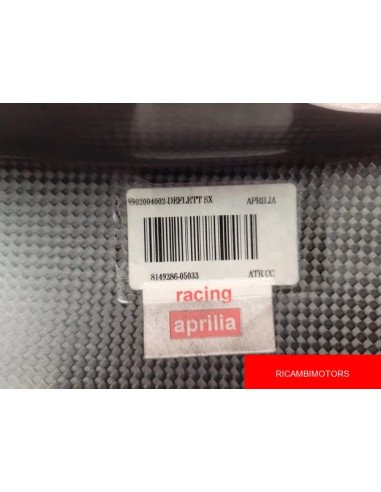 9802004002-DEFLETT SX APRILIA
8149286-05033 ATR CC
racing
aprilia
RICAMBIMOTORS